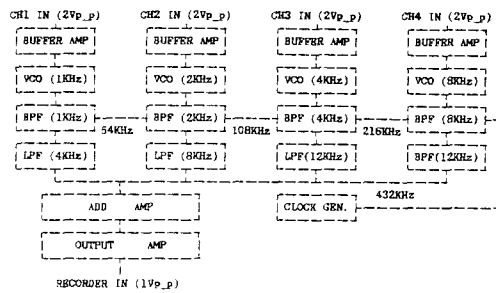 CH1 IN (2Vp_p) CH2 IN (2Vp_p) CH3 IN (2Vp_p) CH4 IN (2Vp_p)
BUFFER AMP BUFFER AMP BUFFER AMP BUFFER AMP
VCO (1KHz) VCO (2KHz) VCO (4KHz) VCO (8KHz)
BPF (1KHz) BPF (2KHz) BPF (4KHz) BPF (8KHz)
54KHz 108KHz 216KHz
LPF (4KHz) LPF (8KHz) LPF(12KHz) BPF(12KHz)
432KHz
ADD AMP CLOCK GEN.
OUTPUT AMP
RECORDER IN (1Vp_p)